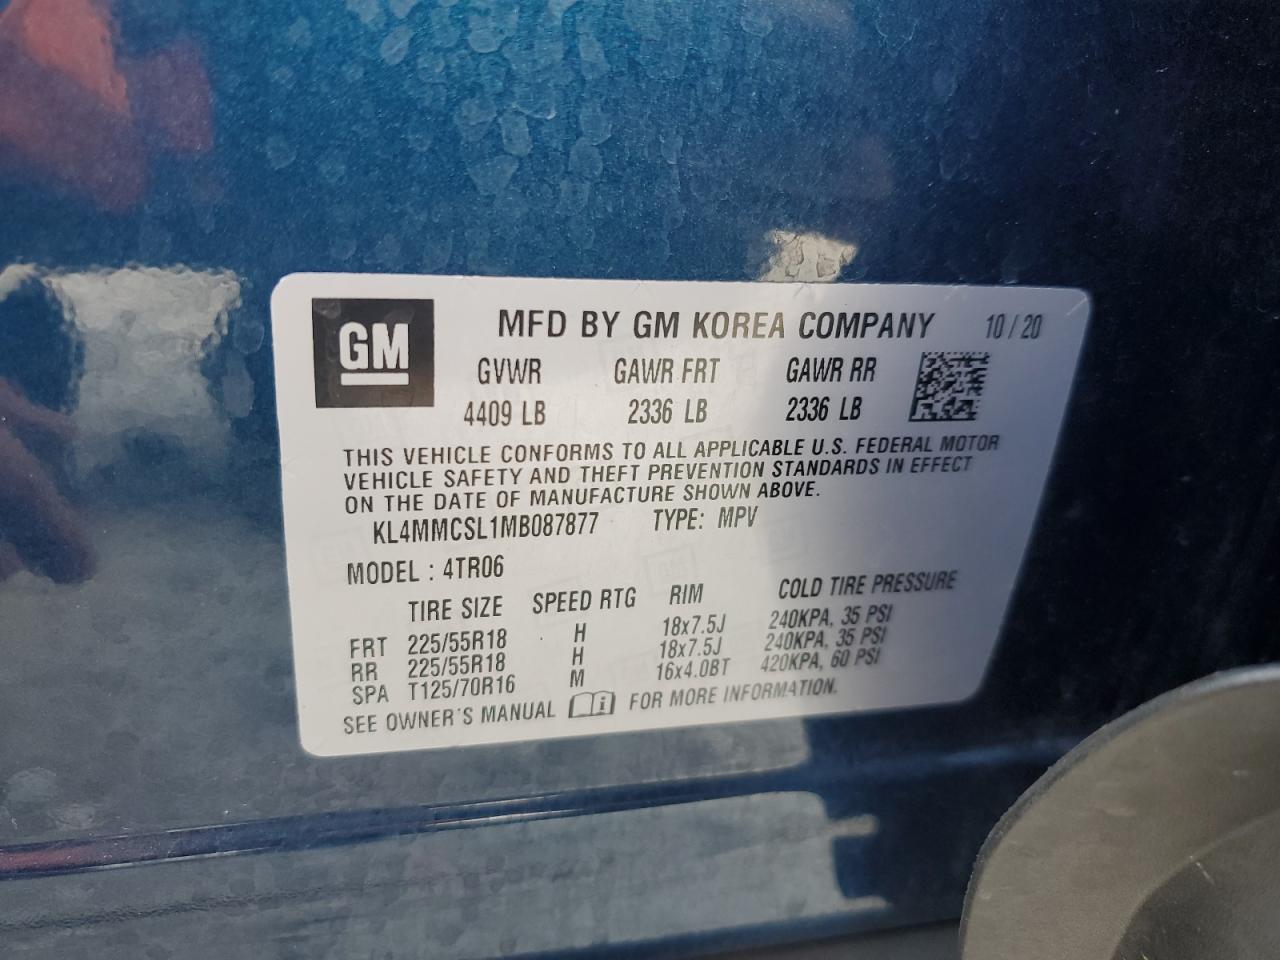 GM
MFD BY GM KOREA COMPANY 10/20
GVWR GAWR FRT GAWR RR
4409 LB 2336 LB 2336 LB
THIS VEHICLE CONFORMS TO ALL APPLICABLE U.S. FEDERAL MOTOR
VEHICLE SAFETY AND THEFT PREVENTION STANDARDS IN EFFECT
ON THE DATE OF MANUFACTURE SHOWN ABOVE.
KL4MMCSL1MB087877 TYPE: MPV
MODEL : 4TR06
TIRE SIZE SPEED RTG RIM COLD TIRE PRESSURE
FRT 225/55R18 H 18x7.5J 240KPA, 35 PSI
RR 225/55R18 H 18x7.5J 240KPA, 35 PSI
SPA T125/70R16 M 16x4.0BT 420KPA, 60 PSI
SEE OWNER'S MANUAL i FOR MORE INFORMATION.